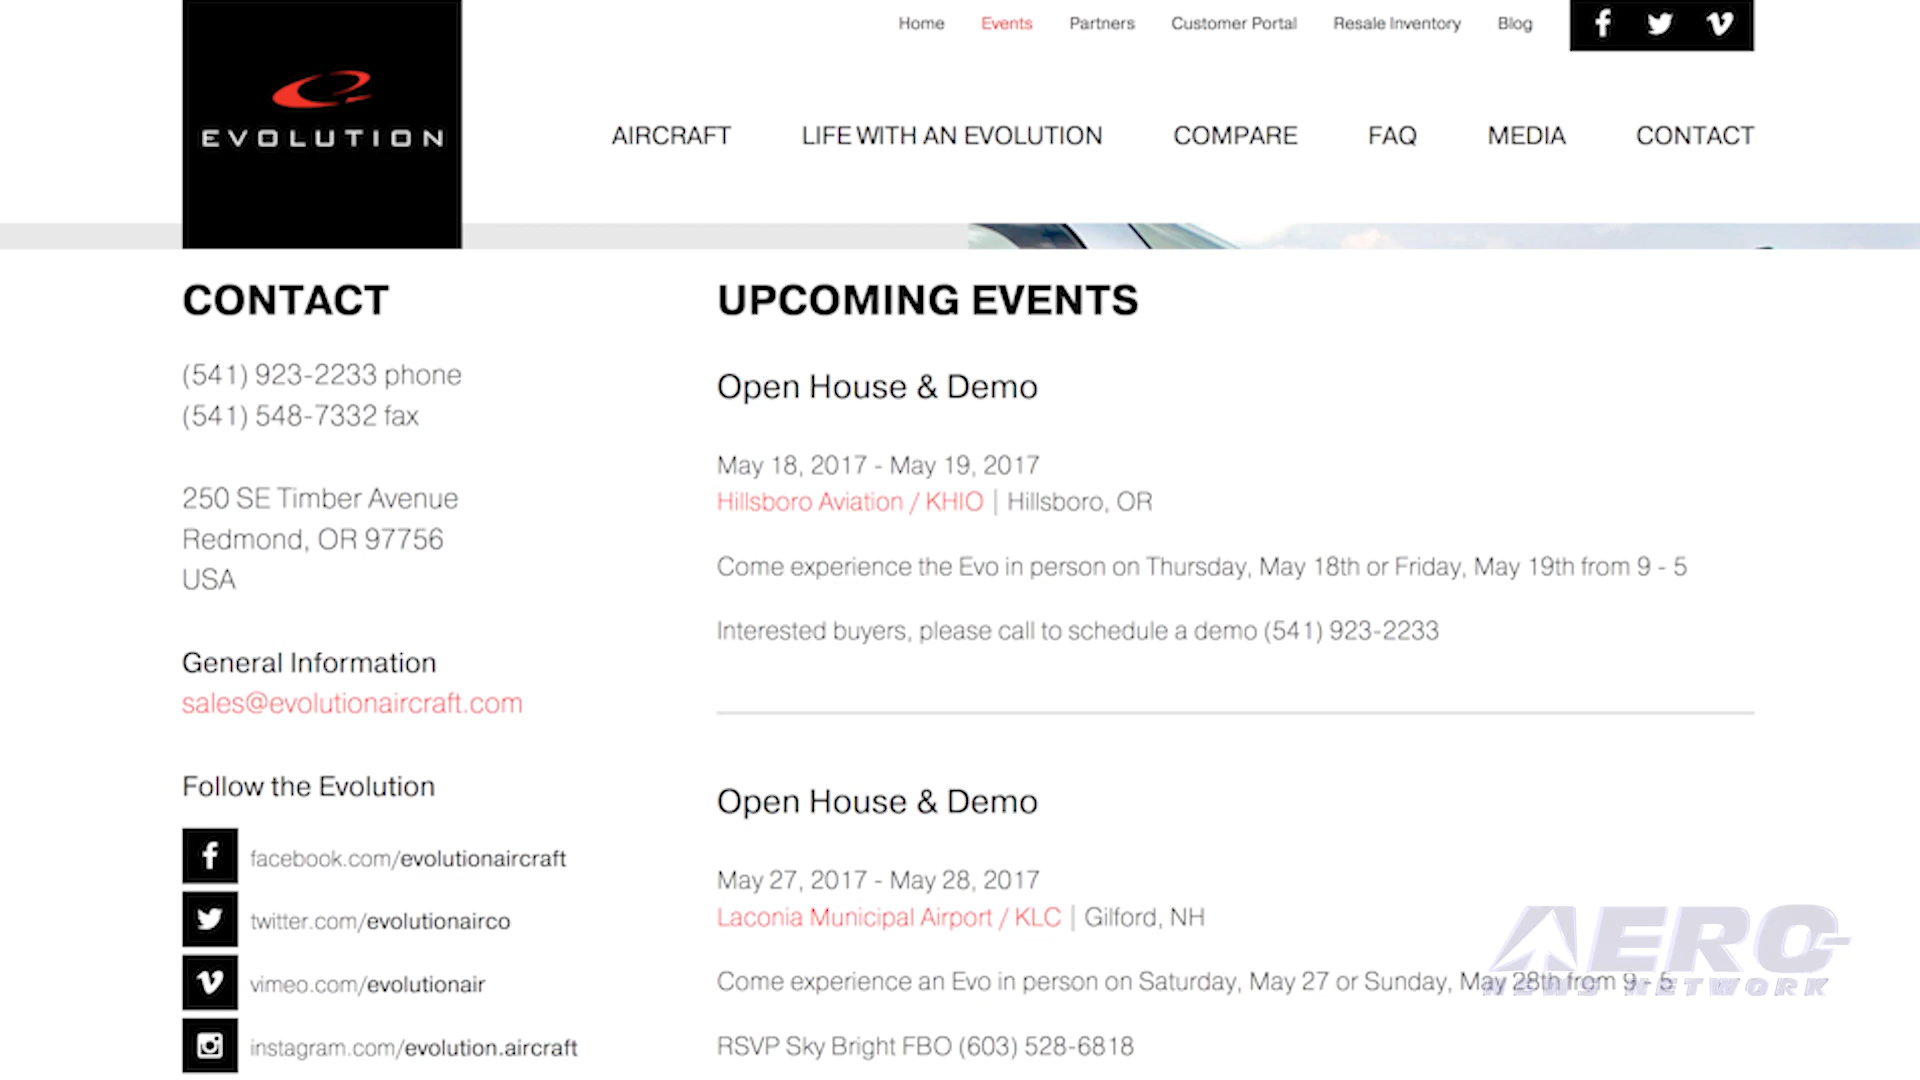 Home Events Partners Customer Portal Resale Inventory Blog
EVOLUTION
AIRCRAFT LIFE WITH AN EVOLUTION COMPARE FAQ MEDIA CONTACT
CONTACT
(541) 923-2233 phone
(541) 548-7332 fax
250 SE Timber Avenue
Redmond, OR 97756
USA
General Information
sales@evolutionaircraft.com
Follow the Evolution
facebook.com/evolutionaircraft
twitter.com/evolutionairco
vimeo.com/evolutionair
instagram.com/evolution.aircraft
UPCOMING EVENTS
Open House & Demo
May 18, 2017 - May 19, 2017
Hillsboro Aviation / KHIO | Hillsboro, OR
Come experience the Evo in person on Thursday, May 18th or Friday, May 19th from 9 - 5
Interested buyers, please call to schedule a demo (541) 923-2233
Open House & Demo
May 27, 2017 - May 28, 2017
Laconia Municipal Airport / KLC | Gilford, NH
Come experience an Evo in person on Saturday, May 27 or Sunday, May 28th from 9 - 5
RSVP Sky Bright FBO (603) 528-6818
AERO-
NEWS NETWORK